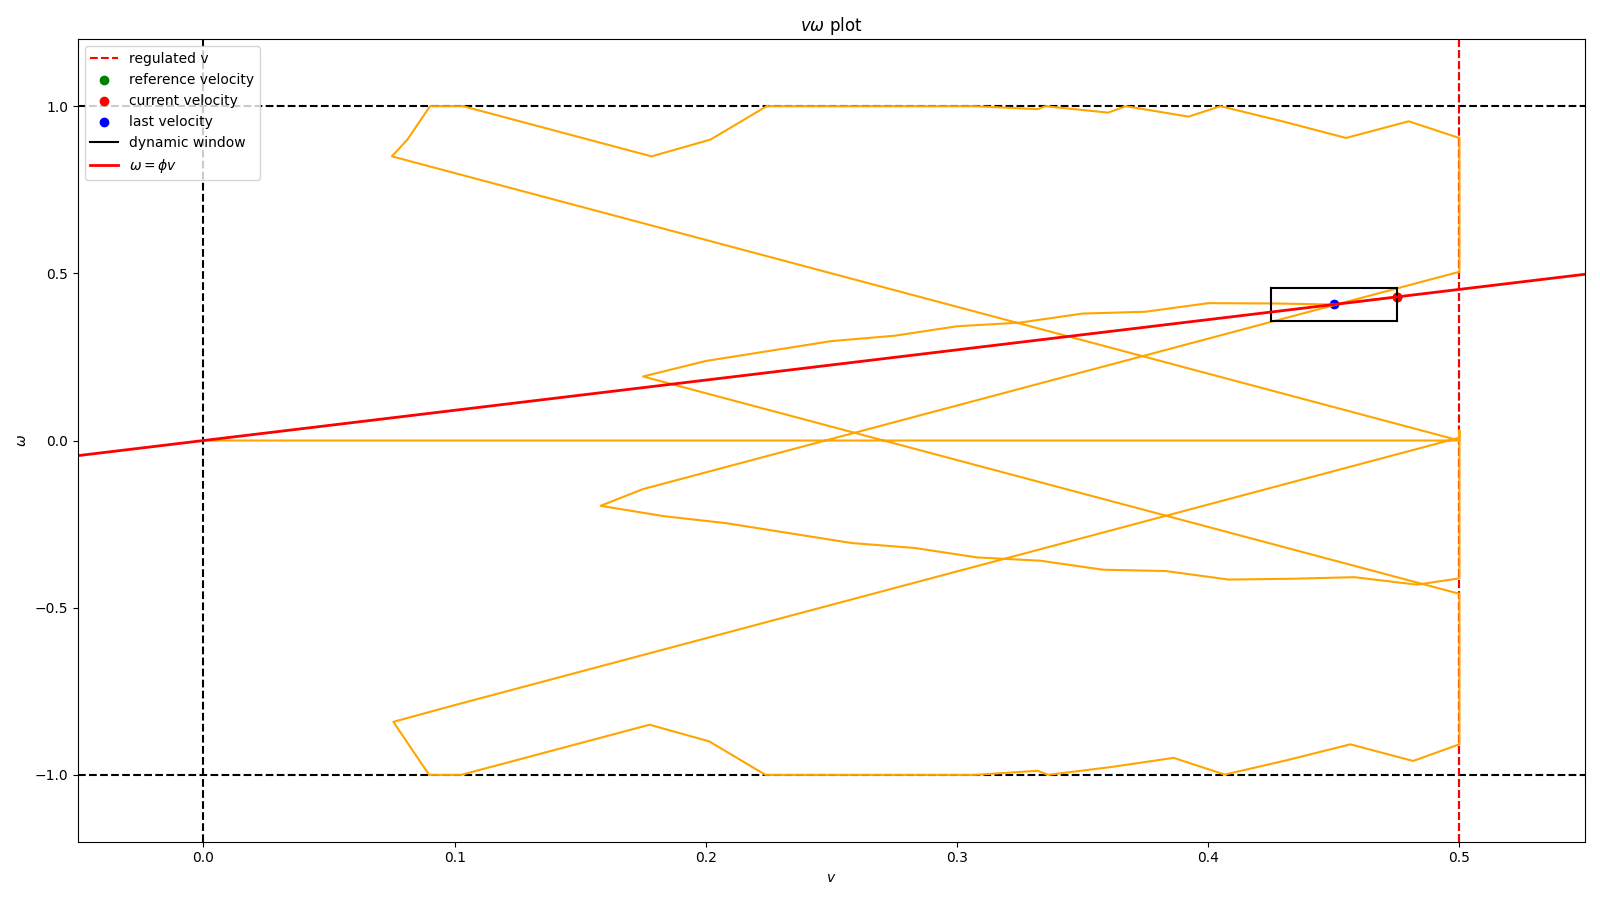 vω plot
regulated v
reference velocity
current velocity
last velocity
dynamic window
ω = ϕv
1.0
0.5
0.0
−0.5
−1.0
ω
0.0 0.1 0.2 0.3 0.4 0.5
v